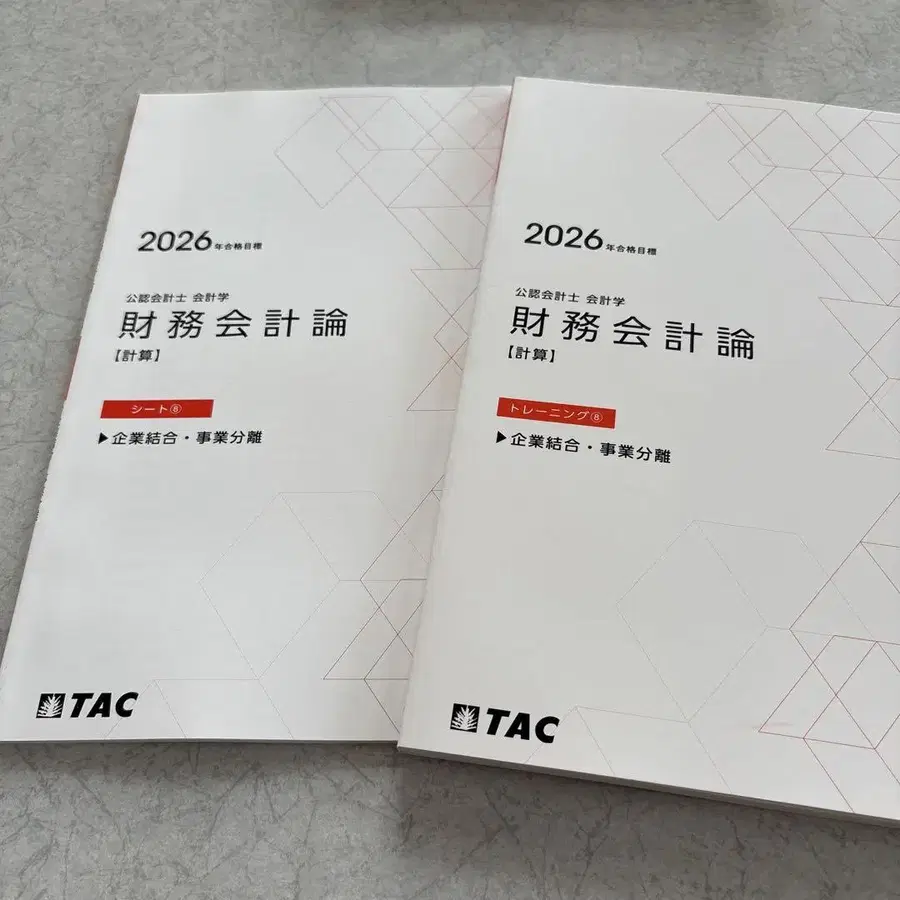 2026年合格目標
公認会計士 会計学
財務会計論
【計算】
シート⑧
▶企業結合・事業分離
TAC
2026年合格目標
公認会計士 会計学
財務会計論
【計算】
トレーニング⑧
▶企業結合・事業分離
TAC